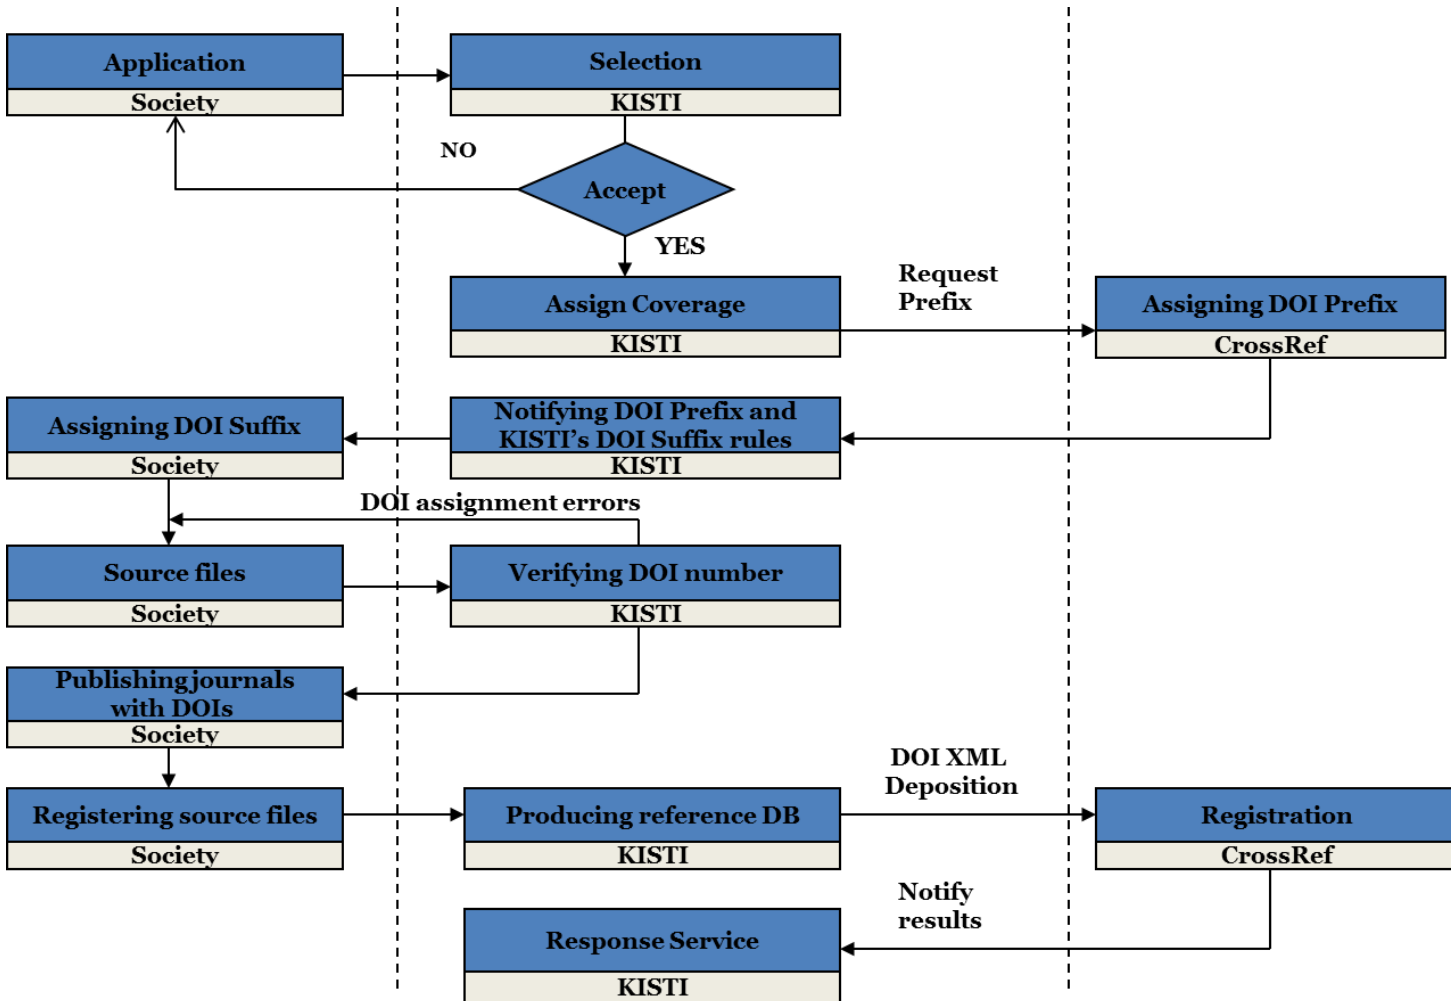 Application
Society
Selection
KISTI
NO
Accept
YES
Assign Coverage
KISTI
Request
Prefix
Assigning DOI Prefix
CrossRef
Assigning DOI Suffix
Society
Notifying DOI Prefix and
KISTI’s DOI Suffix rules
KISTI
DOI assignment errors
Source files
Society
Verifying DOI number
KISTI
Publishing journals
with DOIs
Society
Registering source files
Society
Producing reference DB
KISTI
DOI XML
Deposition
Registration
CrossRef
Notify
results
Response Service
KISTI